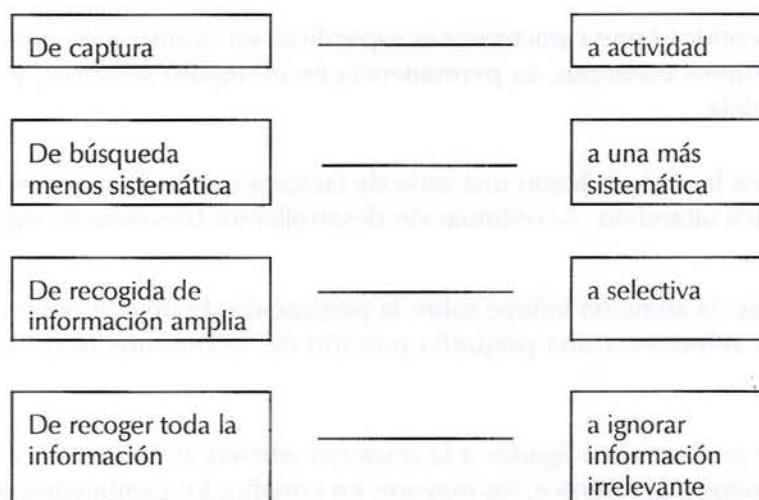 De captura
a actividad
De búsqueda
menos sistemática
a una más
sistemática
De recogida de
información amplia
a selectiva
De recoger toda la
información
a ignorar
información
irrelevante